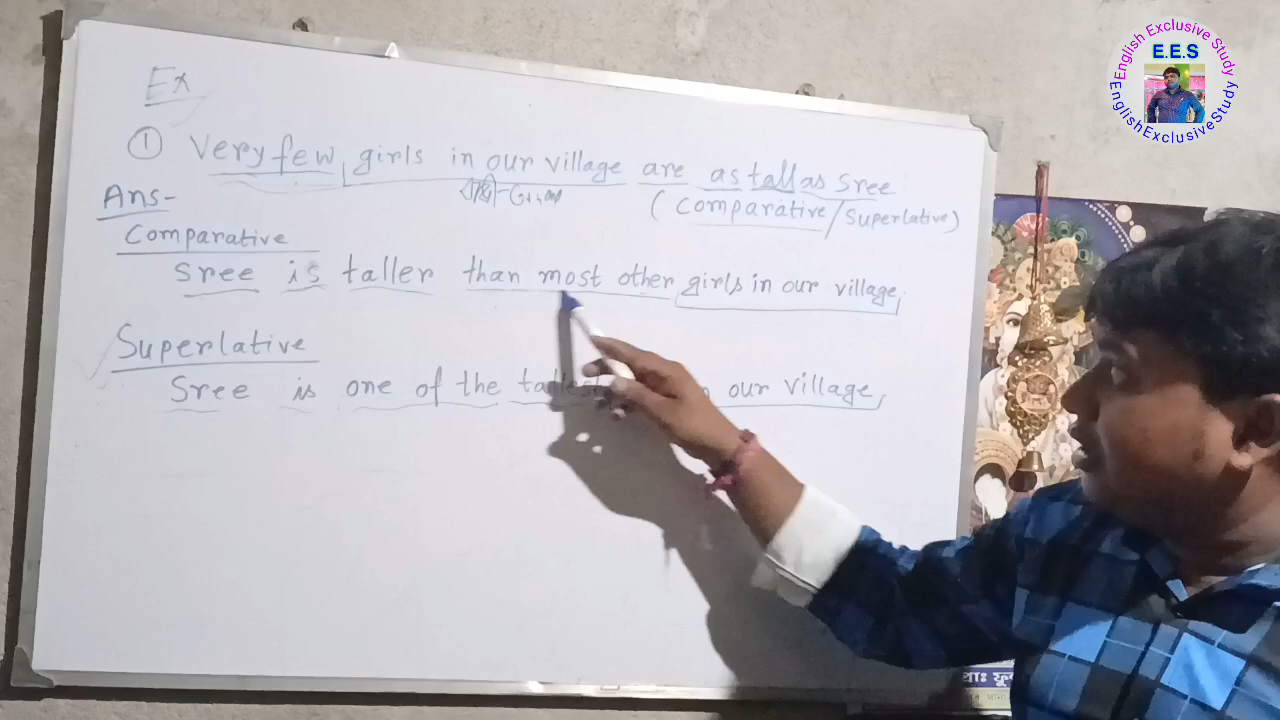 Ex
① Very few girls in our village are as tall as Sree
(Comparative/Superlative)
Ans-
Comparative
Sree is taller than most other girls in our village,
Superlative
Sree is one of the tallest in our village,
English Exclusive Study
E.E.S
English Exclusive Study